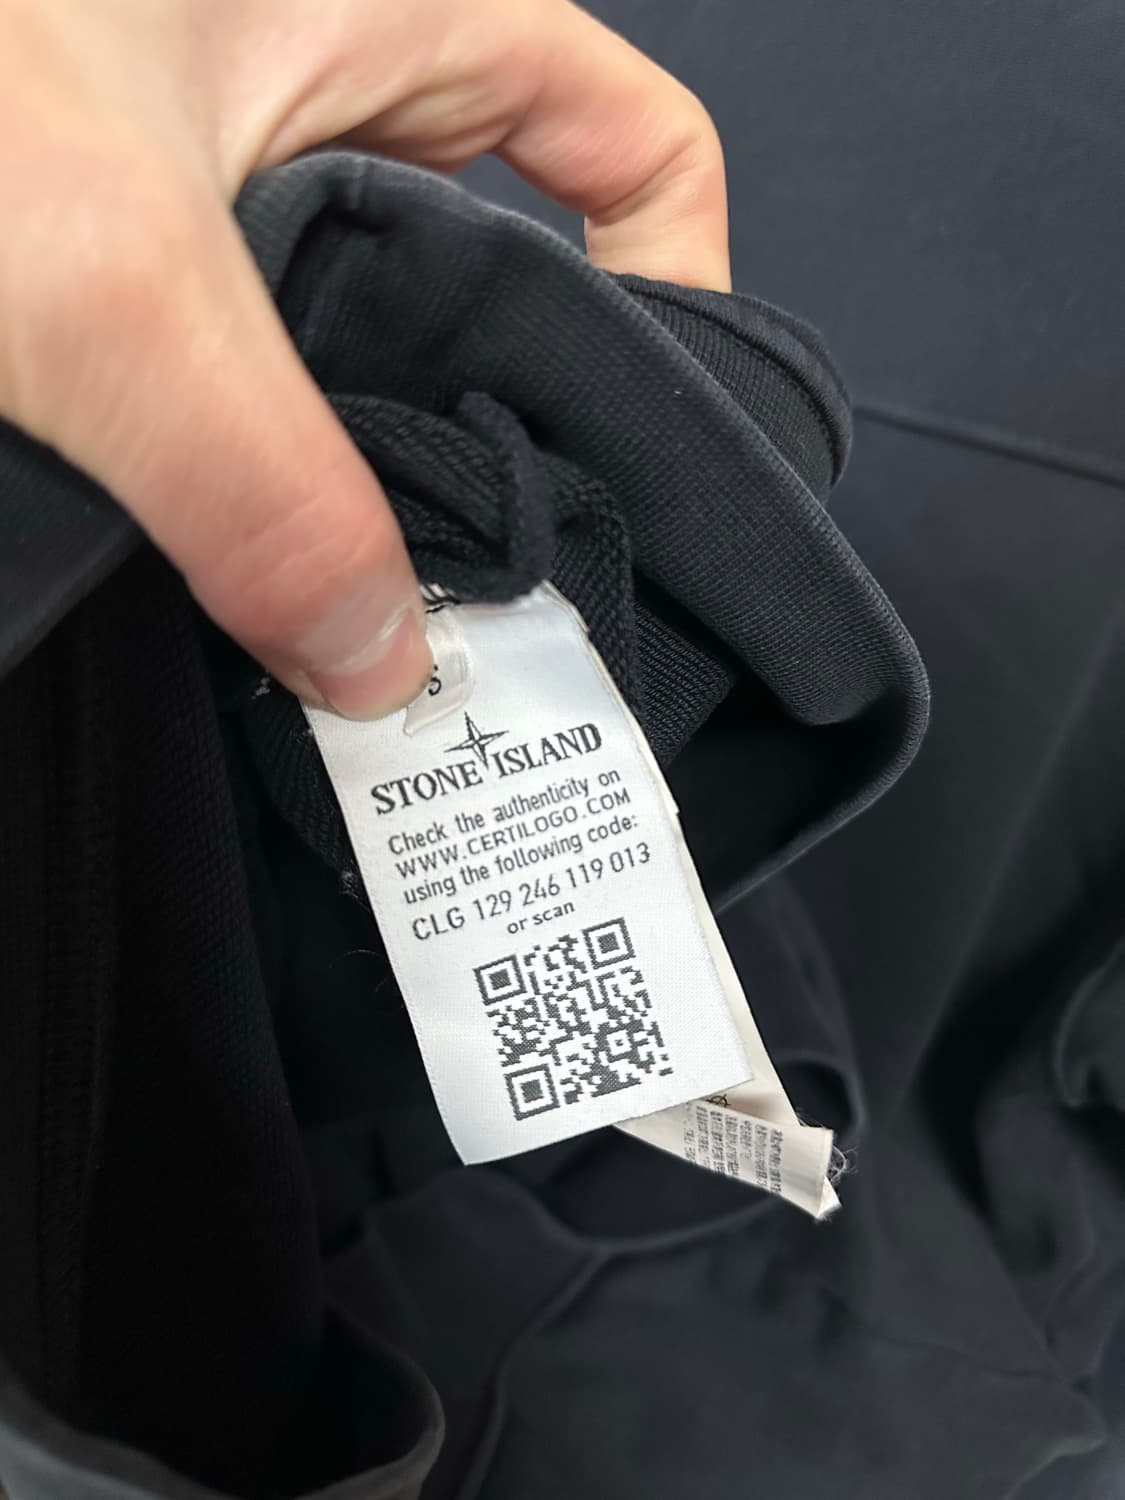 S
STONE ISLAND
Check the authenticity on
WWW.CERTILOGO.COM
using the following code:
CLG 129 246 119 013
or scan